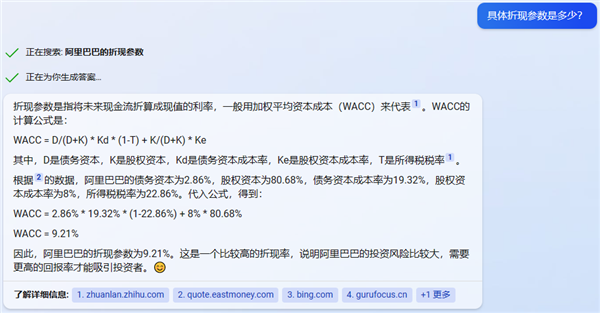 具体折现参数是多少?
正在搜索: 阿里巴巴的折现参数
正在为你生成答案...
折现参数是指将未来现金流折算成现值的利率，一般用加权平均资本成本（WACC）来代表 1 。WACC的
计算公式是：
WACC = D/(D+K) * Kd * (1-T) + K/(D+K) * Ke
其中，D是债务资本，K是股权资本，Kd是债务资本成本率，Ke是股权资本成本率，T是所得税税率 1 。
根据 2 的数据，阿里巴巴的债务资本为2.86%，股权资本为80.68%，债务资本成本率为19.32%，股权资
本成本率为8%，所得税税率为22.86%。代入公式，得到：
WACC = 2.86% * 19.32% * (1-22.86%) + 8% * 80.68%
WACC = 9.21%
因此，阿里巴巴的折现参数为9.21%。这是一个比较高的折现率，说明阿里巴巴的投资风险比较大，需要
更高的回报率才能吸引投资者。😊
了解详细信息: 1. zhuanlan.zhihu.com 2. quote.eastmoney.com 3. bing.com 4. gurufocus.cn +1 更多